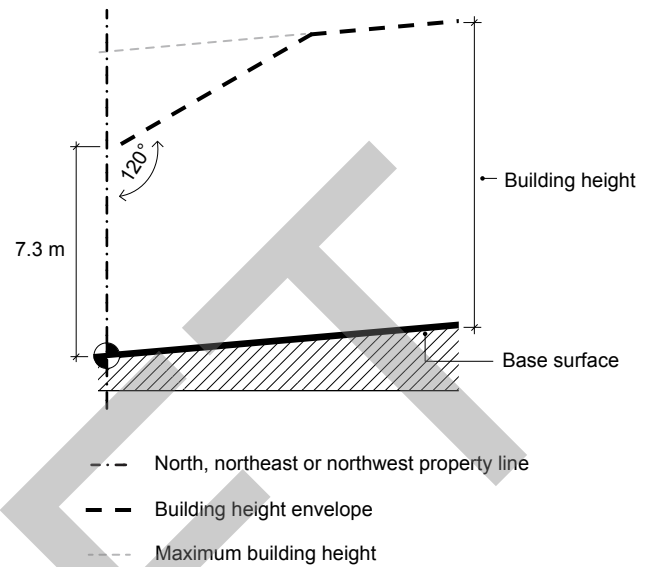 120°
Building height
7.3 m
Base surface
North, northeast or northwest property line
Building height envelope
Maximum building height